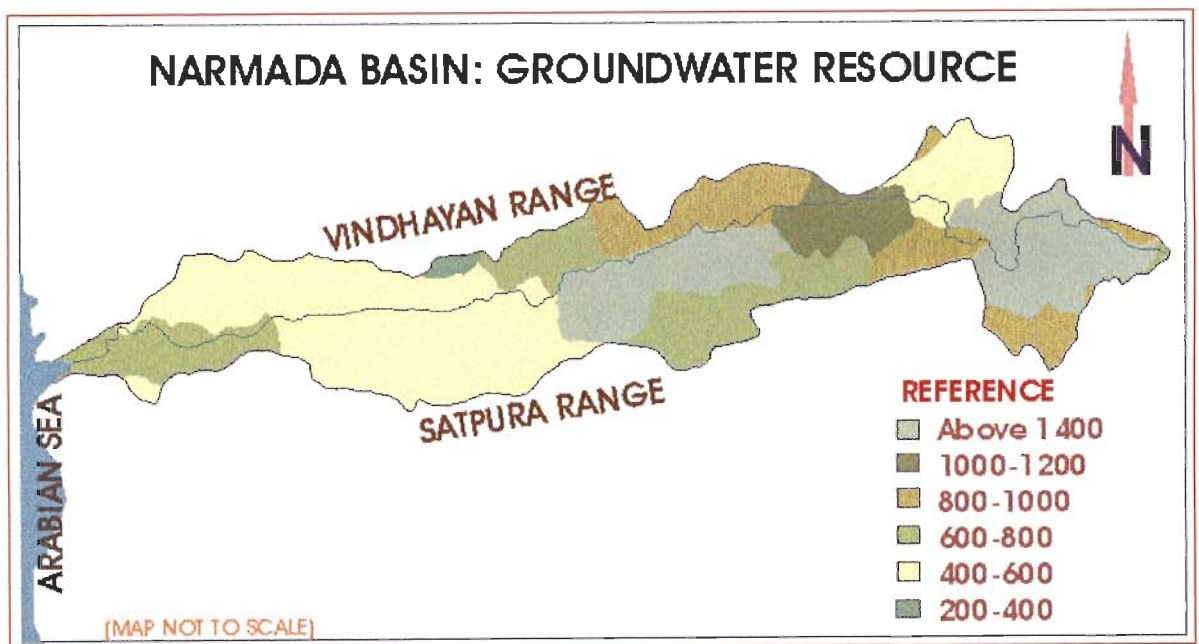 NARMADA BASIN: GROUNDWATER RESOURCE
N
VINDHAYAN RANGE
SATPURA RANGE
ARABIAN SEA
REFERENCE
Above 1400
1000-1200
800-1000
600-800
400-600
200-400
(MAP NOT TO SCALE)